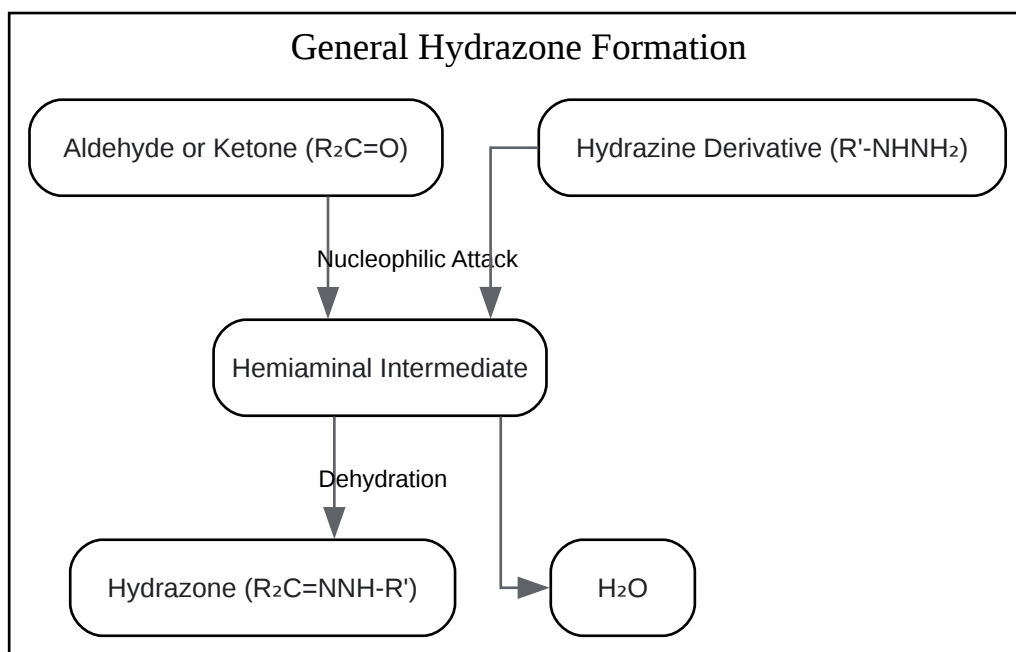 General Hydrazone Formation
Aldehyde or Ketone (R₂C=O)
Hydrazine Derivative (R'-NHNH₂)
Nucleophilic Attack
Hemiaminal Intermediate
Dehydration
Hydrazone (R₂C=NNH-R')
H₂O